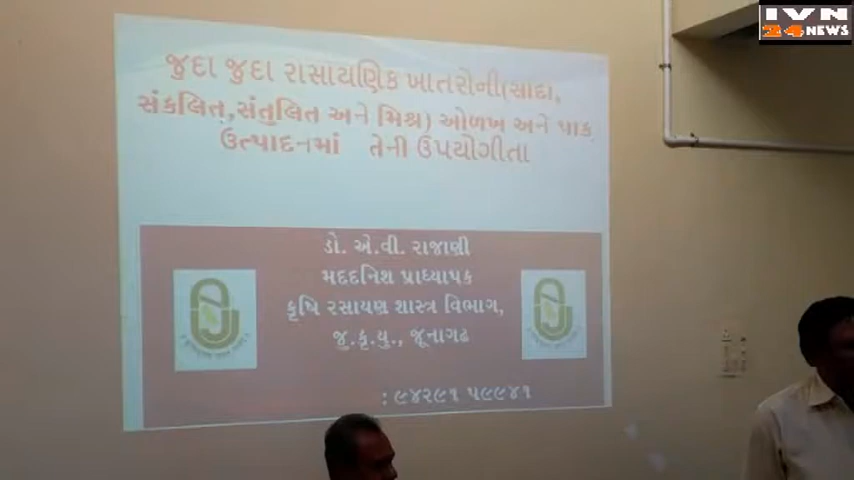 IVN
24 NEWS
જુદા જુદા રાસાયણિક ખાતરોની(સાદા,
સંકલિત,સંતુલિત અને મિશ્ર) ઓળખ અને પાક
ઉત્પાદનમાં તેની ઉપયોગીતા
ડો. એ.વી. રાજાણી
મદદનિશ પ્રાધ્યાપક
કૃષિ રસાયણ શાસ્ત્ર વિભાગ,
જુ.કૃ.યુ., જૂનાગઢ
:૯૪૨૯૧ ૫૯૯૪૧